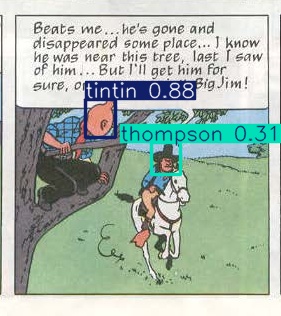 Beats me... he's gone and
disappeared some place... I know
he was near this tree, last I saw
of him... But I'll get him for
sure, or Big Jim!
tintin 0.88
thompson 0.31